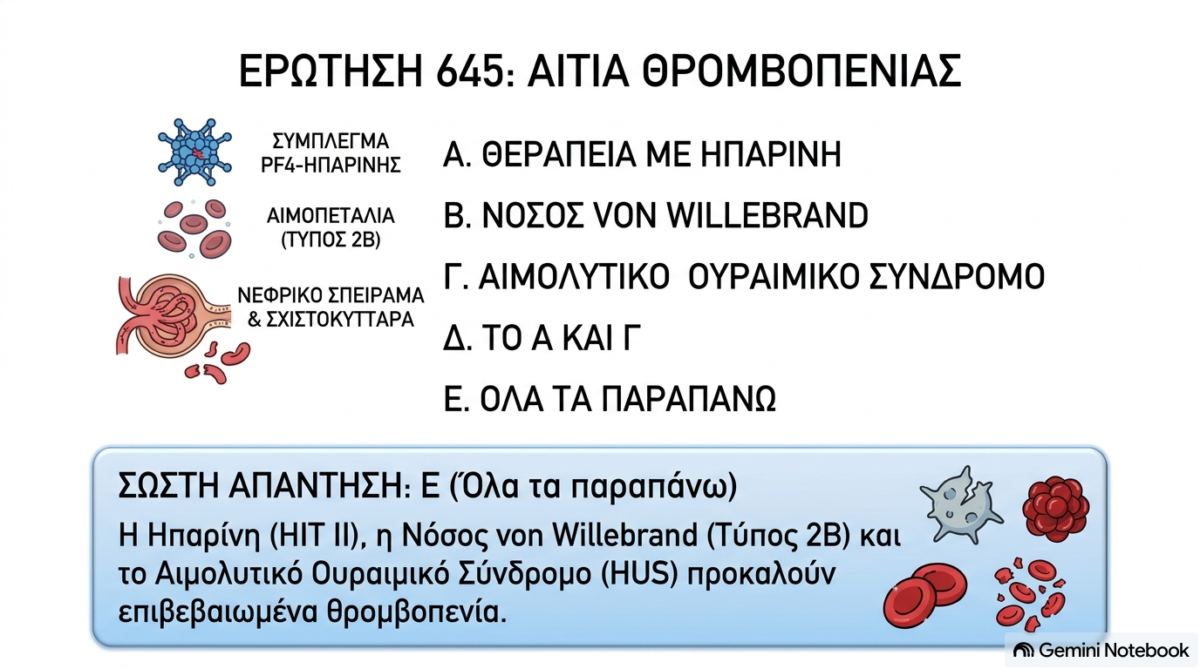 ΕΡΩΤΗΣΗ 645: ΑΙΤΙΑ ΘΡΟΜΒΟΠΕΝΙΑΣ
ΣΥΜΠΛΕΓΜΑ
PF4-ΗΠΑΡΙΝΗΣ
ΑΙΜΟΠΕΤΑΛΙΑ
(ΤΥΠΟΣ 2Β)
ΝΕΦΡΙΚΟ ΣΠΕΙΡΑΜΑ
& ΣΧΙΣΤΟΚΥΤΤΑΡΑ
Α. ΘΕΡΑΠΕΙΑ ΜΕ ΗΠΑΡΙΝΗ
Β. ΝΟΣΟΣ VON WILLEBRAND
Γ. ΑΙΜΟΛΥΤΙΚΟ ΟΥΡΑΙΜΙΚΟ ΣΥΝΔΡΟΜΟ
Δ. ΤΟ Α ΚΑΙ Γ
Ε. ΟΛΑ ΤΑ ΠΑΡΑΠΑΝΩ
ΣΩΣΤΗ ΑΠΑΝΤΗΣΗ: Ε (Όλα τα παραπάνω)
Η Ηπαρίνη (HIT II), η Νόσος von Willebrand (Τύπος 2Β) και
το Αιμολυτικό Ουραιμικό Σύνδρομο (HUS) προκαλούν
επιβεβαιωμένα θρομβοπενία.
Gemini Notebook